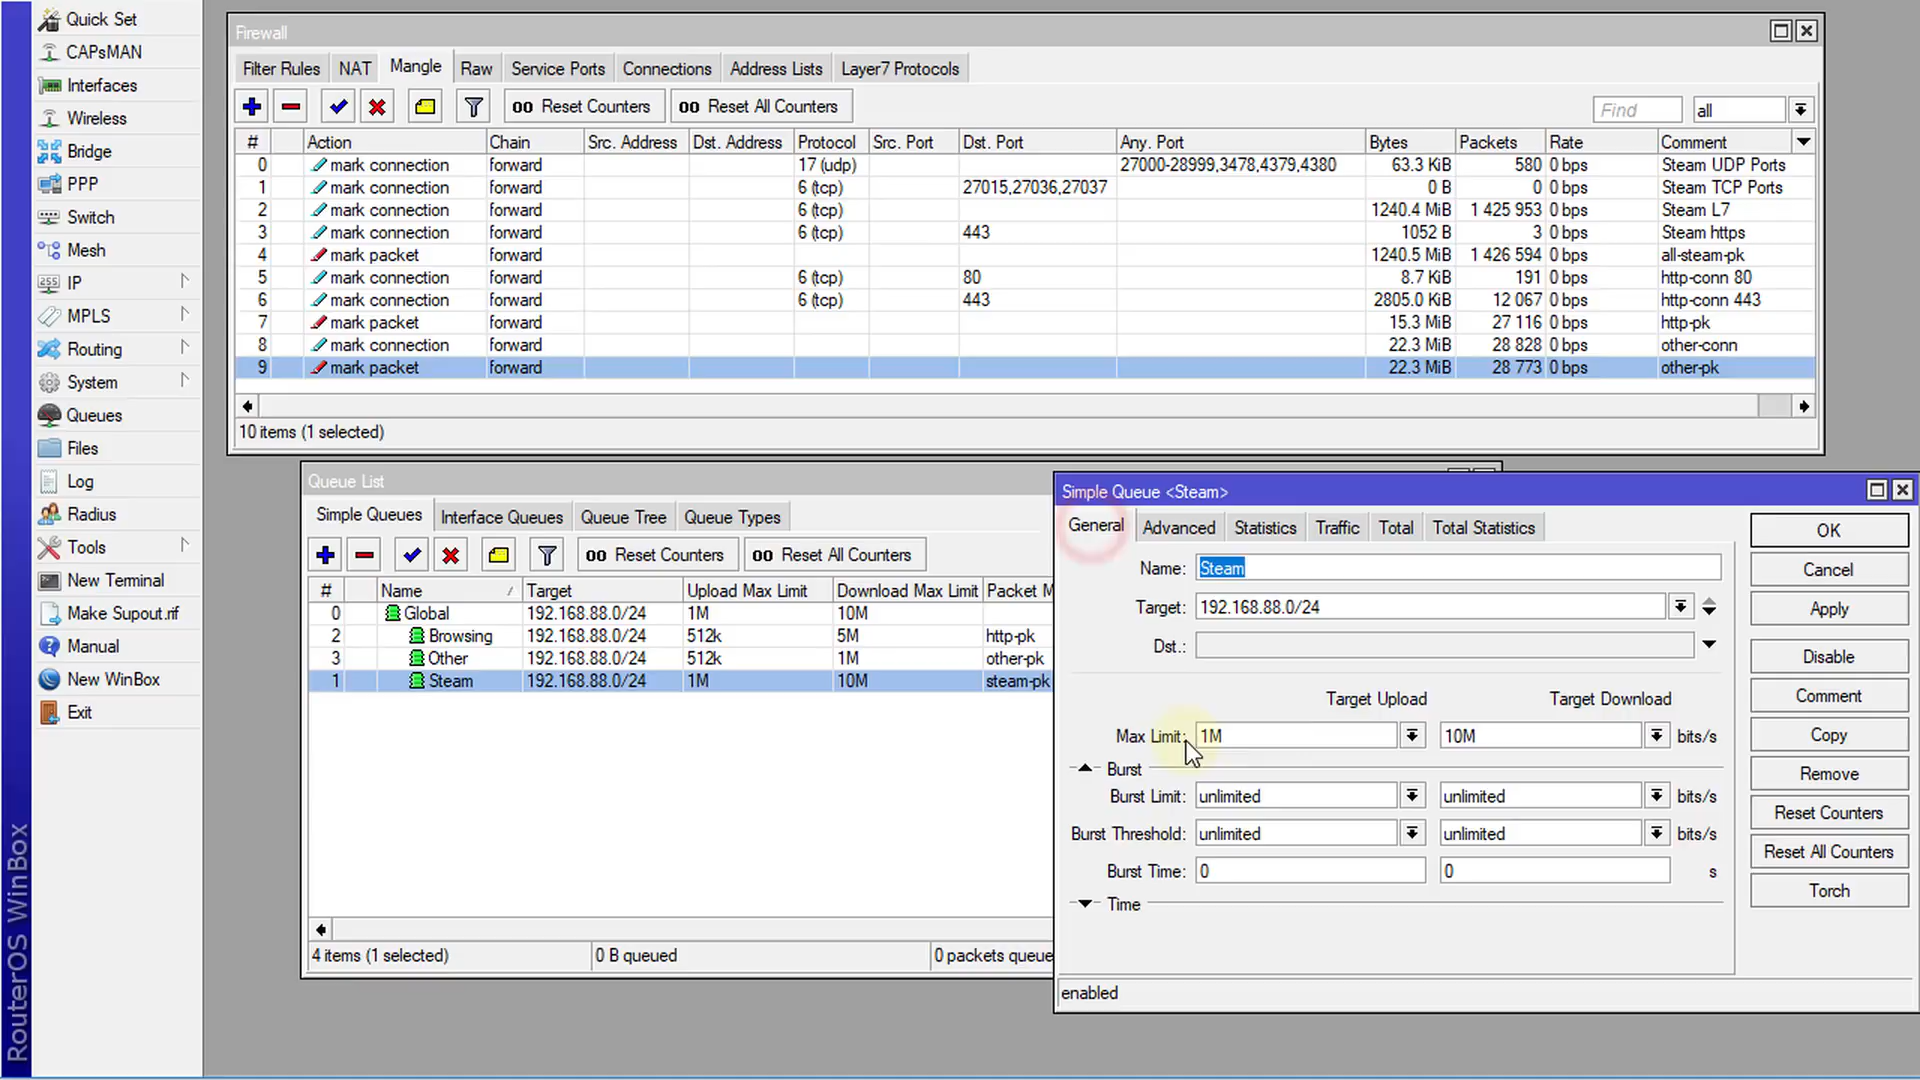 Quick Set
CAPsMAN
Interfaces
Wireless
Bridge
PPP
Switch
Mesh
255 IP
MPLS
Routing
System
Queues
Files
Log
Radius
Tools
New Terminal
Make Supout.rif
Manual
New WinBox
Exit
RouterOS WinBox
Firewall
Filter Rules NAT Mangle Raw Service Ports Connections Address Lists Layer7 Protocols
00 Reset Counters 00 Reset All Counters Find all
# Action Chain Src. Address Dst. Address Protocol Src. Port Dst. Port Any. Port Bytes Packets Rate Comment
0 mark connection forward 17 (udp) 27000-28999,3478,4379,4380 63.3 KiB 580 0 bps Steam UDP Ports
1 mark connection forward 6 (tcp) 27015,27036,27037 0 B 0 0 bps Steam TCP Ports
2 mark connection forward 6 (tcp) 1240.4 MiB 1 425 953 0 bps Steam L7
3 mark connection forward 6 (tcp) 443 1052 B 3 0 bps Steam https
4 mark packet forward 1240.5 MiB 1 426 594 0 bps all-steam-pk
5 mark connection forward 6 (tcp) 80 8.7 KiB 191 0 bps http-conn 80
6 mark connection forward 6 (tcp) 443 2805.0 KiB 12 067 0 bps http-conn 443
7 mark packet forward 15.3 MiB 27 116 0 bps http-pk
8 mark connection forward 22.3 MiB 28 828 0 bps other-conn
9 mark packet forward 22.3 MiB 28 773 0 bps other-pk
10 items (1 selected)
Queue List
Simple Queues Interface Queues Queue Tree Queue Types
00 Reset Counters 00 Reset All Counters
# Name Target Upload Max Limit Download Max Limit Packet M
0 Global 192.168.88.0/24 1M 10M
2 Browsing 192.168.88.0/24 512k 5M http-pk
3 Other 192.168.88.0/24 512k 1M other-pk
1 Steam 192.168.88.0/24 1M 10M steam-pk
4 items (1 selected) 0 B queued 0 packets queue
Simple Queue <Steam>
General Advanced Statistics Traffic Total Total Statistics
Name: Steam
Target: 192.168.88.0/24
Dst.:
Target Upload Target Download
Max Limit: 1M 10M bits/s
Burst
Burst Limit: unlimited unlimited bits/s
Burst Threshold: unlimited unlimited bits/s
Burst Time: 0 0 s
Time
enabled
OK
Cancel
Apply
Disable
Comment
Copy
Remove
Reset Counters
Reset All Counters
Torch